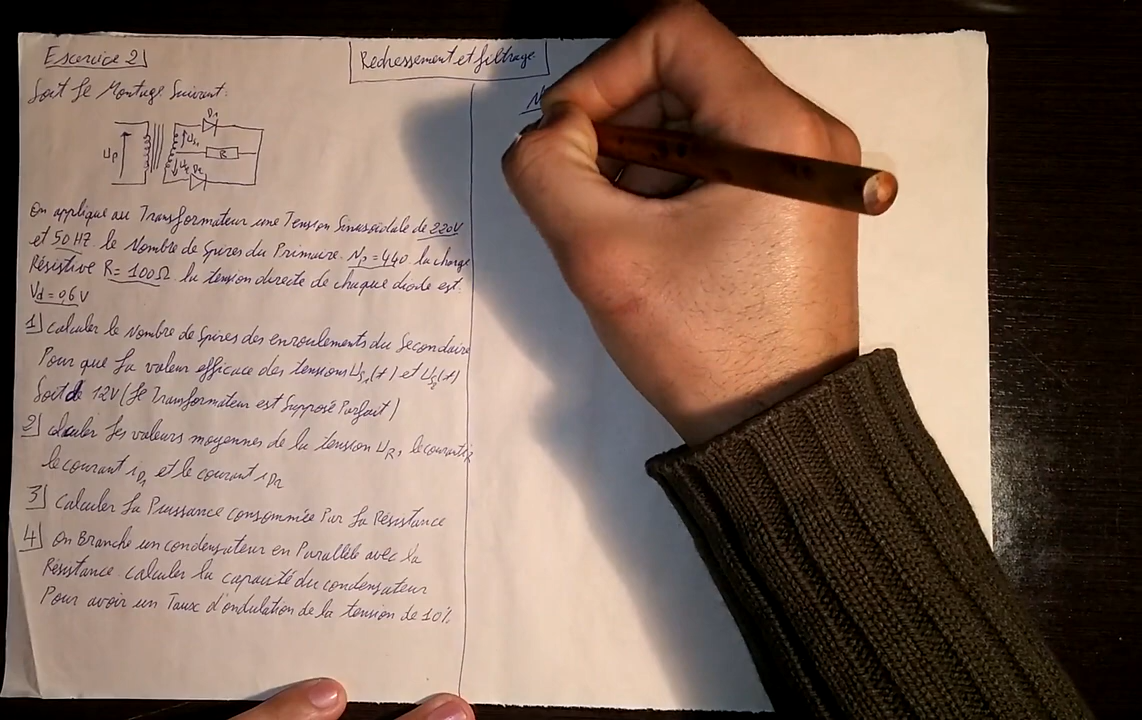 Exercice 2
Redressement et filtrage
Soit le Montage Suivant:
D1
Up
Us1
R
D2
On applique au Transformateur une Tension Sinusoïdale de 220V
et 50 HZ. le Nombre de Spires du Primaire. Np = 440 la charge
Résistive R = 100Ω. la tension directe de chaque diode est.
Vd = 0,6 V
1) calculer le Nombre de Spires des enroulements du Secondaire
Pour que la valeur efficace des tensions Us1(t) et Us2(t)
Soit de 12V (le Transformateur est Supposé Parfait)
2) calculer les valeurs moyennes de la tension UR, le courant
le courant iD1 et le courant iD2
3) calculer la Puissance consommée Par la Résistance
4) On Branche un condensateur en Parallèle avec la
Résistance. calculer la capacité du condensateur
Pour avoir un Taux d'ondulation de la tension de 10%